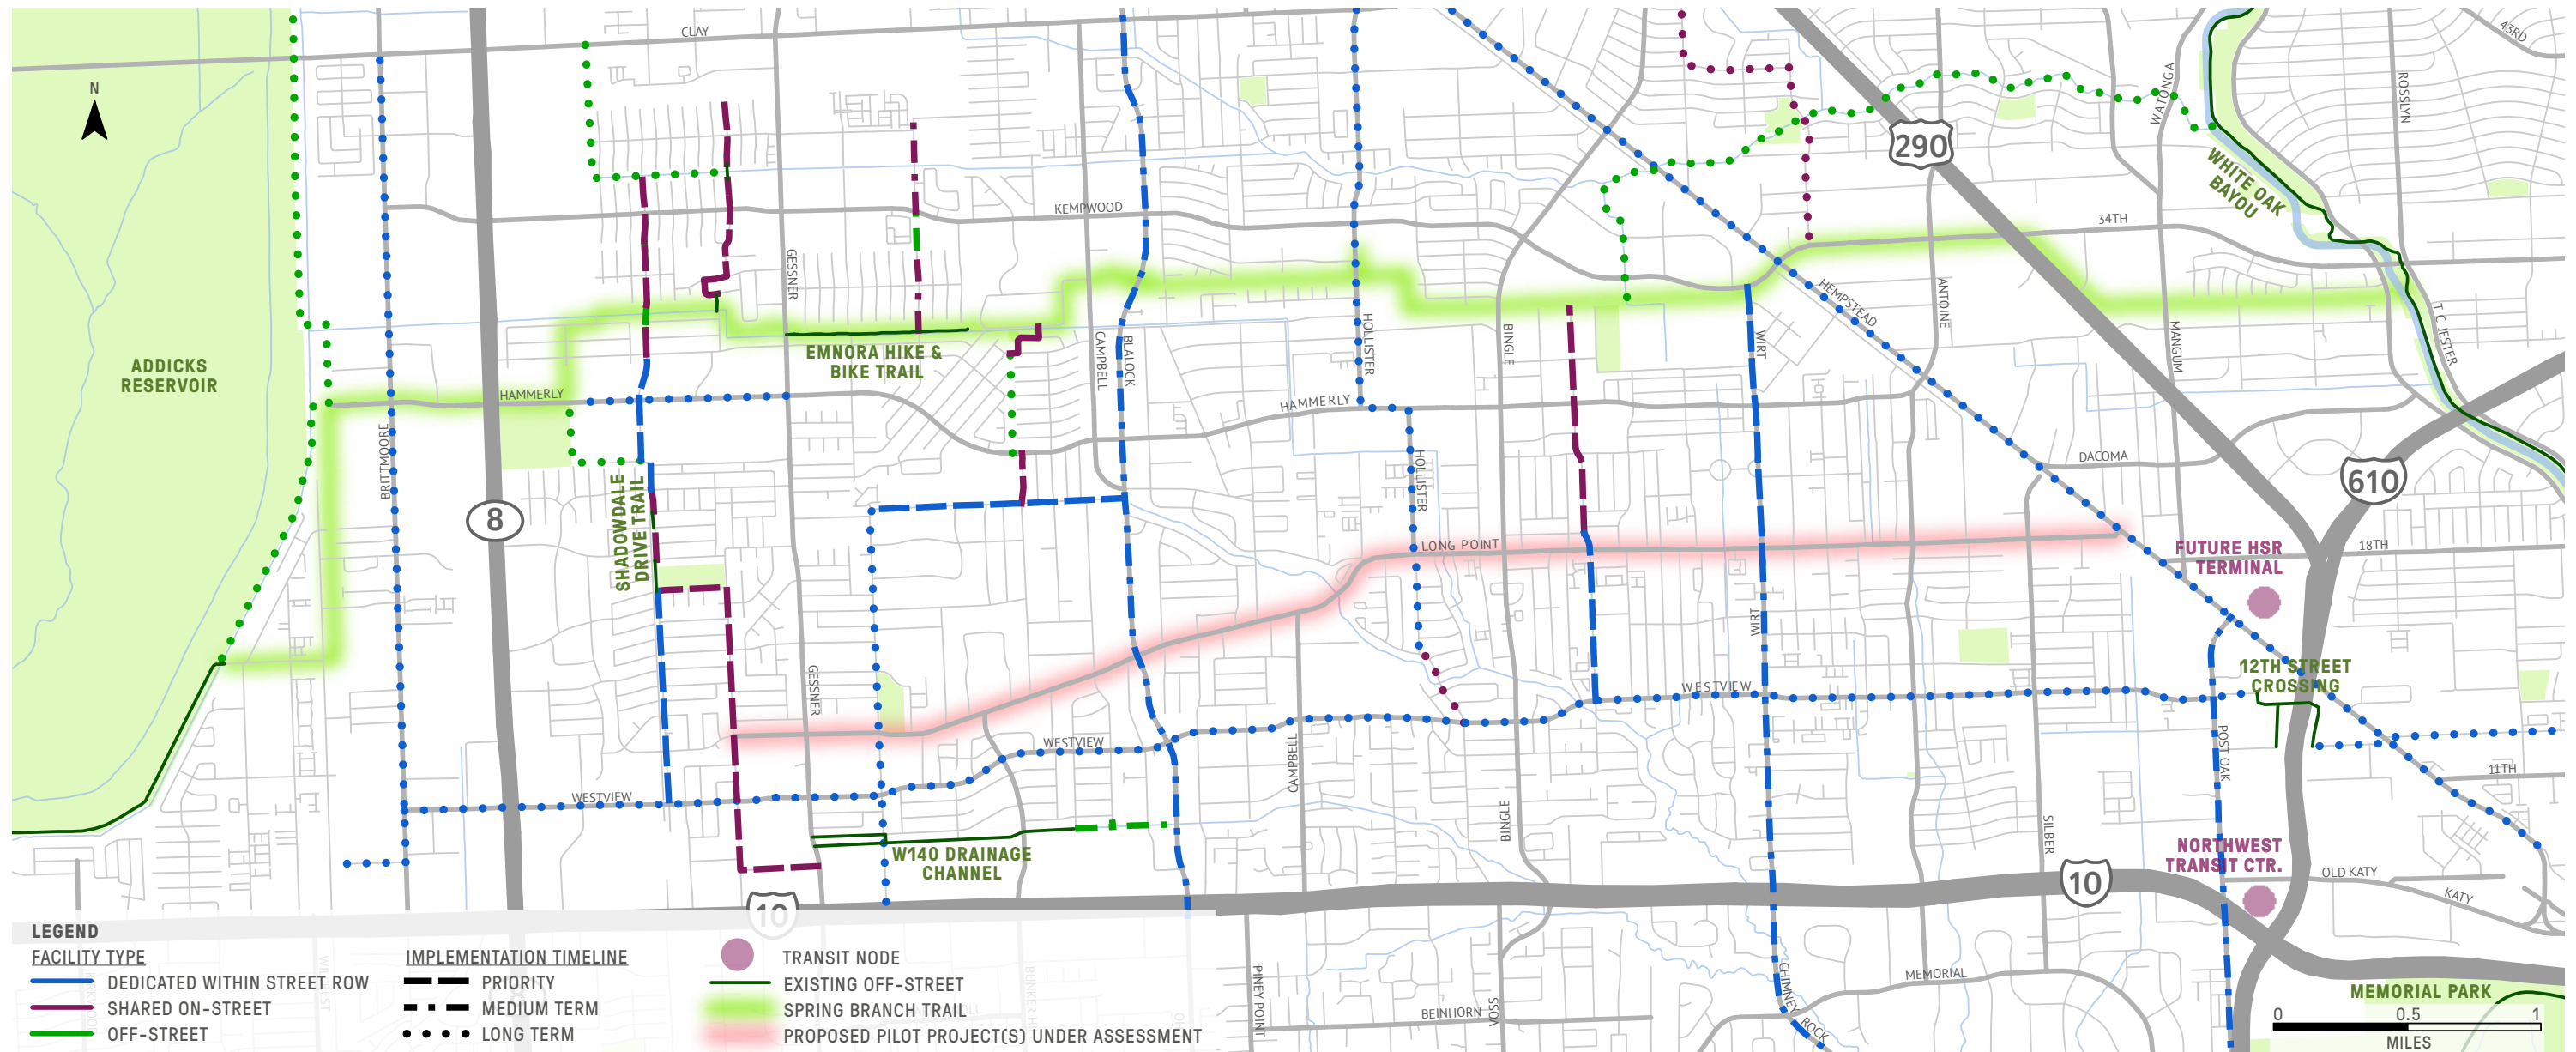 CLAY
43RD
N
WATONGA
ROSSLYN
290
WHITE OAK
BAYOU
KEMPWOOD
34TH
GESSNER
HEMPSTEAD
ANTOINE
EMNORA HIKE &
BIKE TRAIL
CAMPBELL
BLALOCK
HOLLISTER
BINGLE
WIRT
MANGUM
T C JESTER
ADDICKS
RESERVOIR
HAMMERLY
HAMMERLY
BRITTMOORE
HOLLISTER
DACOMA
610
8
SHADOWDALE
DRIVE TRAIL
LONG POINT
FUTURE HSR
TERMINAL
18TH
WIRT
GESSNER
WESTVIEW
12TH STREET
CROSSING
WESTVIEW
CAMPBELL
POST OAK
11TH
WESTVIEW
BINGLE
SILBER
W140 DRAINAGE
CHANNEL
NORTHWEST
TRANSIT CTR.
OLD KATY
KATY
10
10
PINEY POINT
VOSS
BEINHORN
CHIMNEY
ROCK
MEMORIAL
MEMORIAL PARK
LEGEND
FACILITY TYPE
DEDICATED WITHIN STREET ROW
SHARED ON-STREET
OFF-STREET
IMPLEMENTATION TIMELINE
PRIORITY
MEDIUM TERM
LONG TERM
TRANSIT NODE
EXISTING OFF-STREET
SPRING BRANCH TRAIL
PROPOSED PILOT PROJECT(S) UNDER ASSESSMENT
0 0.5 1
MILES